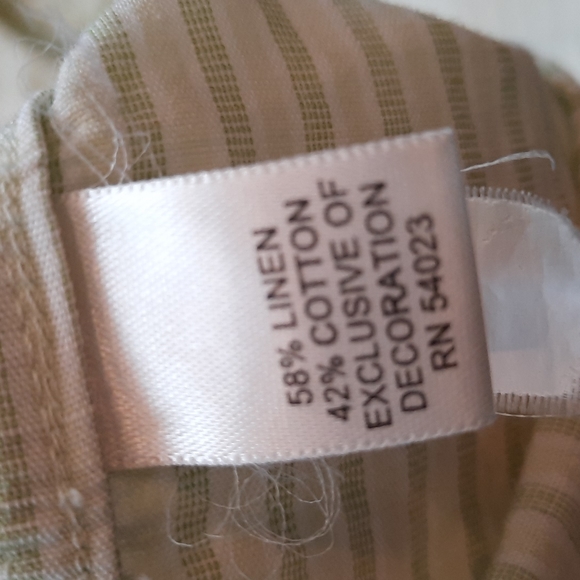 58% LINEN
42% COTTON
EXCLUSIVE OF
DECORATION
RN 54023